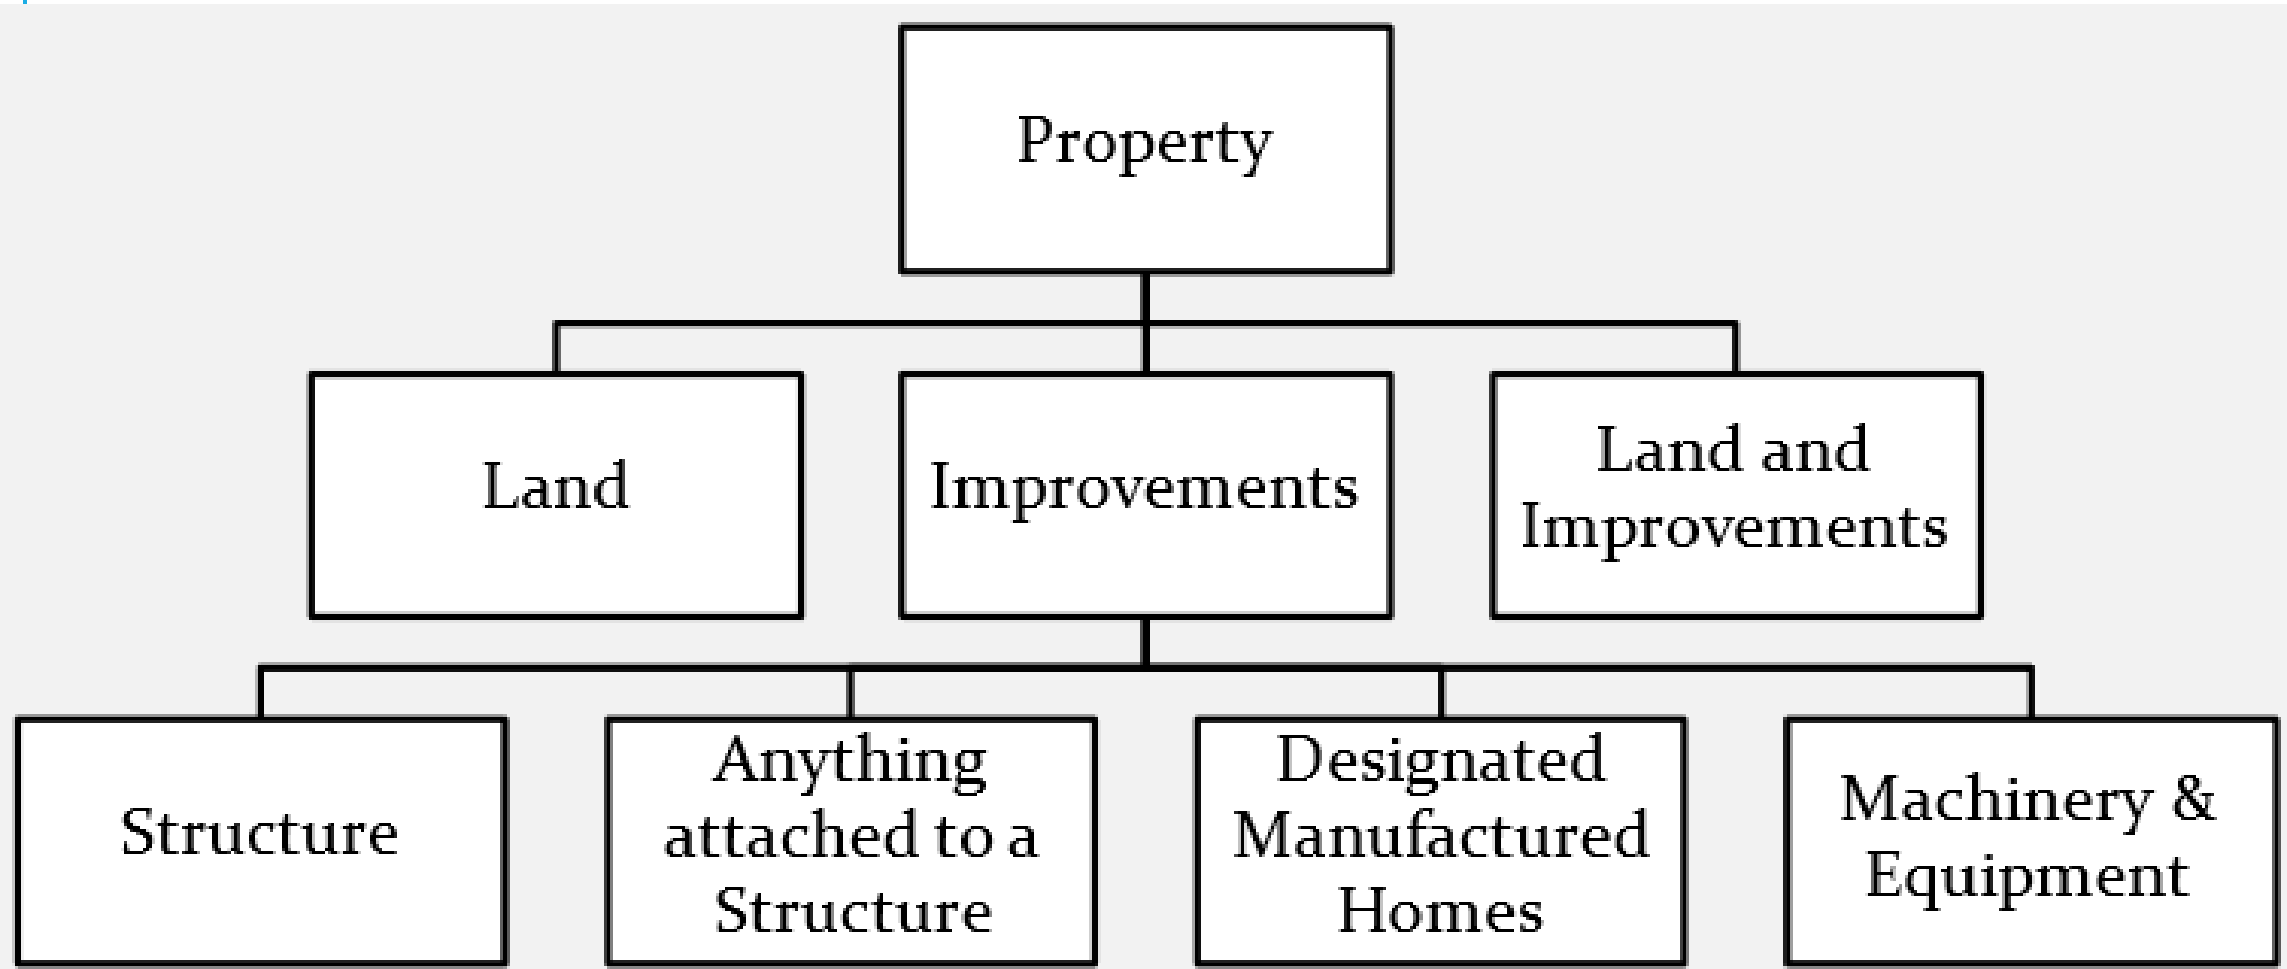 Property
Land
Improvements
Land and
Improvements
Structure
Anything
attached to a
Structure
Designated
Manufactured
Homes
Machinery &
Equipment